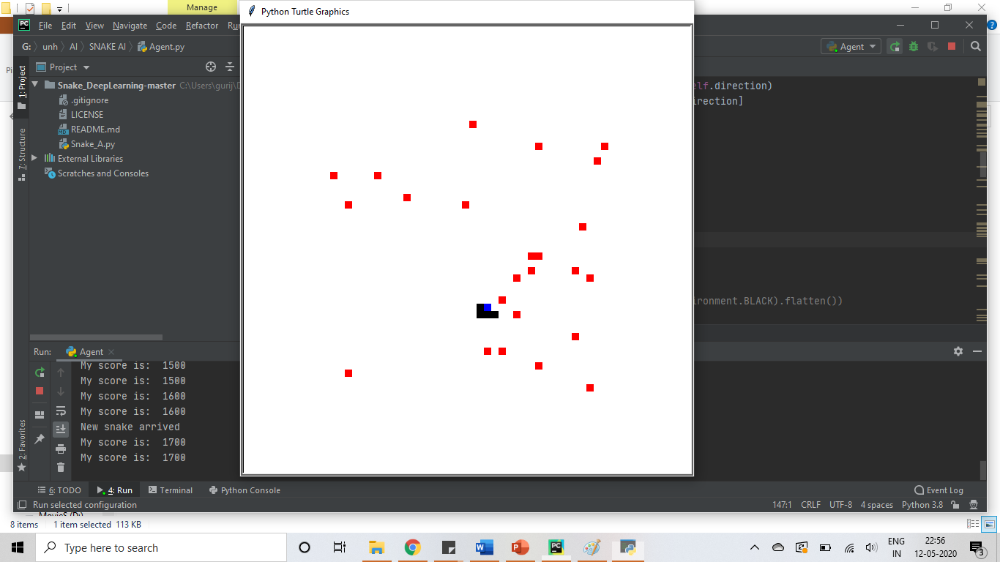 Manage
Python Turtle Graphics
File Edit View Navigate Code Refactor
G: unh AI SNAKE AI Agent.py
Agent
1: Project
Project
Snake_DeepLearning-master C:\Users\gurij\
elf.direction)
.gitignore
irection]
LICENSE
README.md
Snake_A.py
7: Structure
External Libraries
Scratches and Consoles
ironment.BLACK).flatten())
Run: Agent
My score is: 1500
My score is: 1500
My score is: 1600
My score is: 1600
New snake arrived
My score is: 1700
My score is: 1700
2: Favorites
6: TODO 4: Run Terminal Python Console Event Log
Run selected configuration 147:1 CRLF UTF-8 4 spaces Python 3.8
8 items 1 item selected 113 KB
Type here to search
ENG
IN
22:56
12-05-2020
3